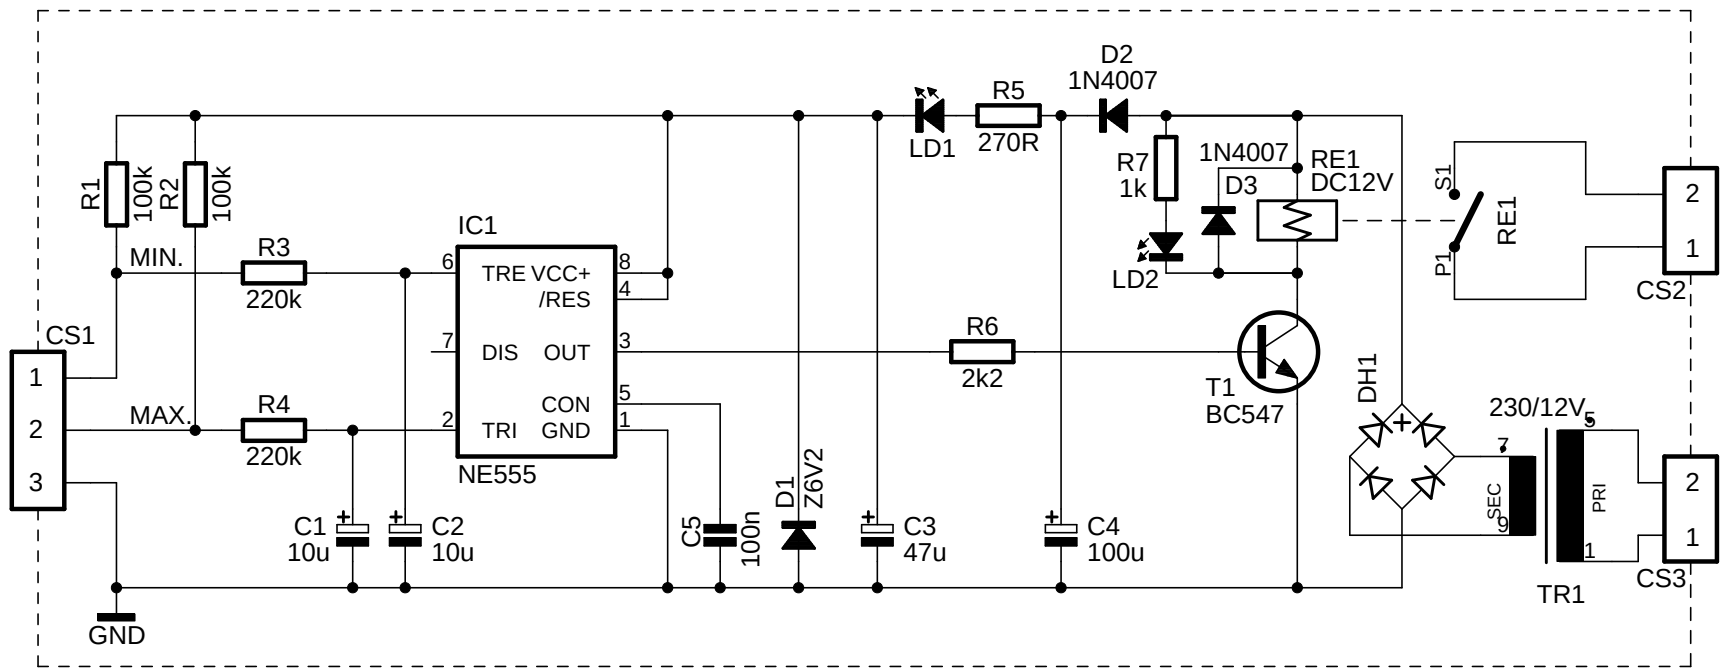 D2
1N4007
R5
270R
LD1
R1
100k
R2
100k
R7
1k
1N4007
D3
RE1
DC12V
LD2
S1
P1
RE1
2
1
CS2
MIN.
R3
220k
IC1
6
TRE
VCC+
8
/RES
4
7
DIS
OUT
3
CON
5
2
TRI
GND
1
NE555
CS1
1
2
3
MAX.
R4
220k
R6
2k2
T1
BC547
DH1
+
230/12V
7
5
SEC
PRI
9
1
TR1
2
1
CS3
D1
Z6V2
+
C1
10u
+
C2
10u
C5
100n
+
C3
47u
+
C4
100u
GND